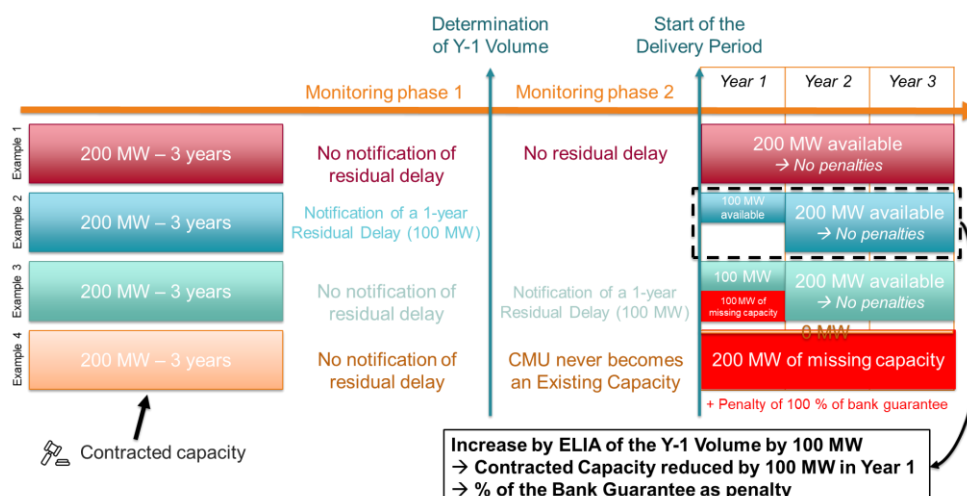 Determination
of Y-1 Volume
Start of the
Delivery Period
Monitoring phase 1
Monitoring phase 2
Year 1
Year 2
Year 3
Example 1
200 MW – 3 years
No notification of
residual delay
No residual delay
200 MW available
→ No penalties
Example 2
200 MW – 3 years
Notification of a 1-year
Residual Delay (100 MW)
100 MW
available
200 MW available
→ No penalties
Example 3
200 MW – 3 years
No notification of
residual delay
Notification of a 1-year
Residual Delay (100 MW)
100 MW
100 MW of
missing capacity
200 MW available
→ No penalties
Example 4
200 MW – 3 years
No notification of
residual delay
CMU never becomes
an Existing Capacity
0 MW
200 MW of missing capacity
+ Penalty of 100 % of bank guarantee
Contracted capacity
Increase by ELIA of the Y-1 Volume by 100 MW
→ Contracted Capacity reduced by 100 MW in Year 1
→ % of the Bank Guarantee as penalty